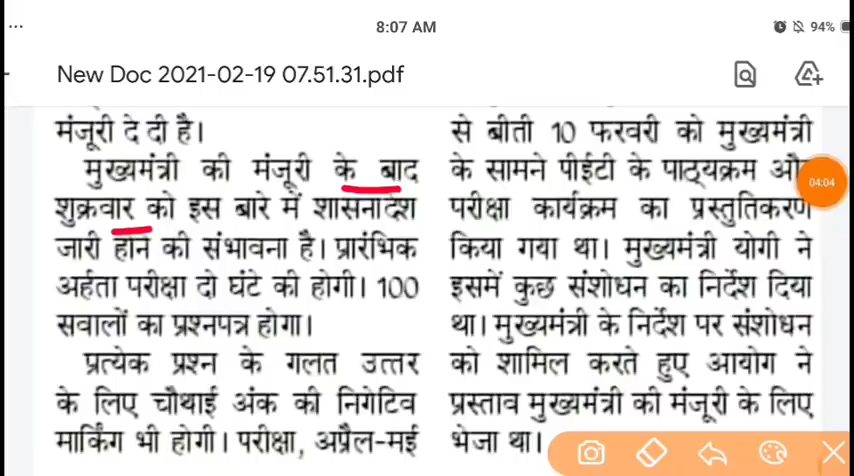 ...
8:07 AM
94%
New Doc 2021-02-19 07.51.31.pdf
मंजूरी दे दी है।
मुख्यमंत्री की मंजूरी के बाद
शुक्रवार को इस बारे में शासनादेश
जारी होने की संभावना है। प्रारंभिक
अर्हता परीक्षा दो घंटे की होगी। 100
सवालों का प्रश्नपत्र होगा।
प्रत्येक प्रश्न के गलत उत्तर
के लिए चौथाई अंक की निगेटिव
मार्किंग भी होगी। परीक्षा, अप्रैल-मई
से बीती 10 फरवरी को मुख्यमंत्री
के सामने पीईटी के पाठ्यक्रम और
परीक्षा कार्यक्रम का प्रस्तुतिकरण
किया गया था। मुख्यमंत्री योगी ने
इसमें कुछ संशोधन का निर्देश दिया
था। मुख्यमंत्री के निर्देश पर संशोधन
को शामिल करते हुए आयोग ने
प्रस्ताव मुख्यमंत्री की मंजूरी के लिए
भेजा था।
04:04